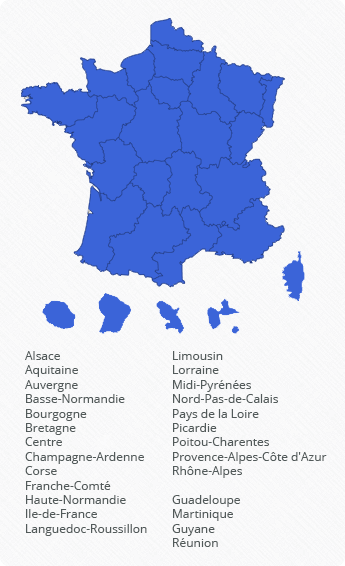 Alsace
Aquitaine
Auvergne
Basse-Normandie
Bourgogne
Bretagne
Centre
Champagne-Ardenne
Corse
Franche-Comté
Haute-Normandie
Ile-de-France
Languedoc-Roussillon
Limousin
Lorraine
Midi-Pyrénées
Nord-Pas-de-Calais
Pays de la Loire
Picardie
Poitou-Charentes
Provence-Alpes-Côte d'Azur
Rhône-Alpes
Guadeloupe
Martinique
Guyane
Réunion